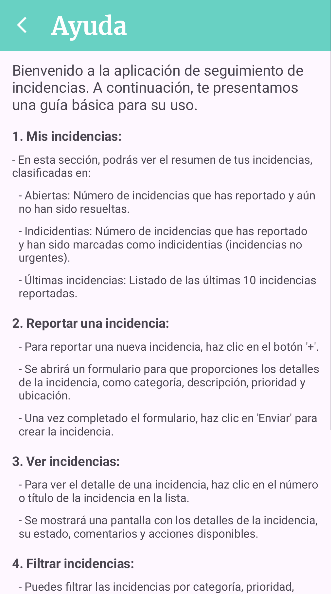 Ayuda
Bienvenido a la aplicación de seguimiento de
incidencias. A continuación, te presentamos
una guía básica para su uso.
1. Mis incidencias:
- En esta sección, podrás ver el resumen de tus incidencias,
clasificadas en:
- Abiertas: Número de incidencias que has reportado y aún
no han sido resueltas.
- Indicidentias: Número de incidencias que has reportado
y han sido marcadas como indicidentias (incidencias no
urgentes).
- Últimas incidencias: Listado de las últimas 10 incidencias
reportadas.
2. Reportar una incidencia:
- Para reportar una nueva incidencia, haz clic en el botón '+'.
- Se abrirá un formulario para que proporciones los detalles
de la incidencia, como categoría, descripción, prioridad y
ubicación.
- Una vez completado el formulario, haz clic en 'Enviar' para
crear la incidencia.
3. Ver incidencias:
- Para ver el detalle de una incidencia, haz clic en el número
o título de la incidencia en la lista.
- Se mostrará una pantalla con los detalles de la incidencia,
su estado, comentarios y acciones disponibles.
4. Filtrar incidencias:
- Puedes filtrar las incidencias por categoría, prioridad,